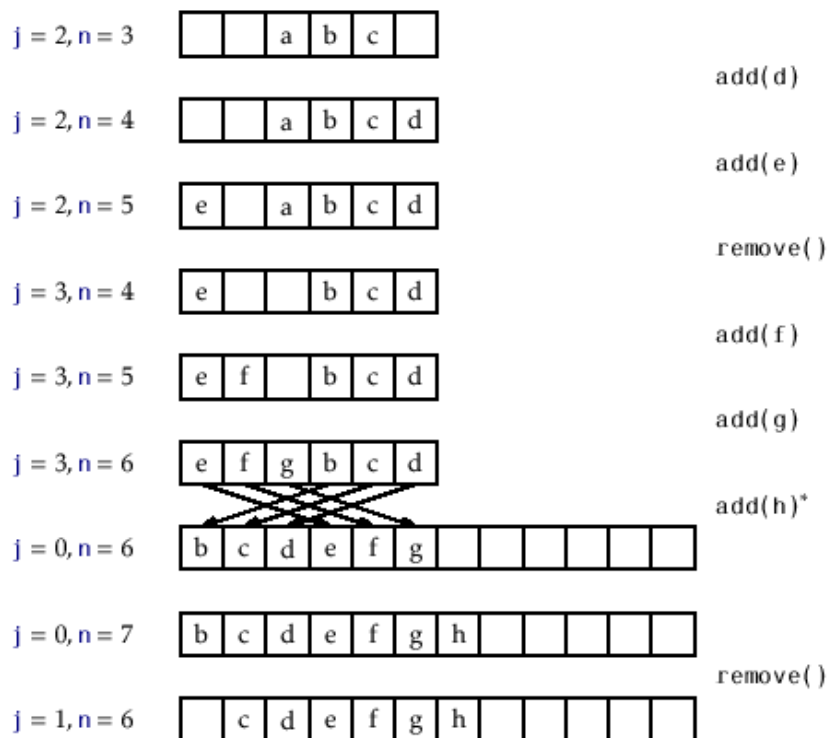 j = 2, n = 3 a b c
add(d)
j = 2, n = 4 a b c d
add(e)
j = 2, n = 5 e a b c d
remove()
j = 3, n = 4 e b c d
add(f)
j = 3, n = 5 e f b c d
add(g)
j = 3, n = 6 e f g b c d
add(h)*
j = 0, n = 6 b c d e f g
j = 0, n = 7 b c d e f g h
remove()
j = 1, n = 6 c d e f g h